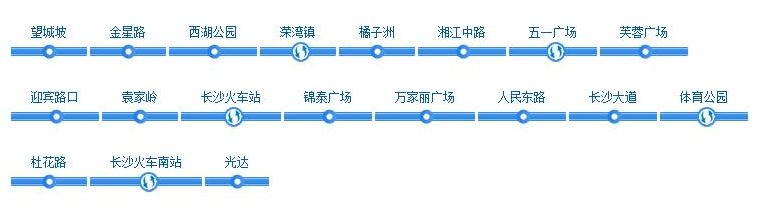 望城坡 金星路 西湖公园 荣湾镇 橘子洲 湘江中路 五一广场 芙蓉广场
迎宾路口 袁家岭 长沙火车站 锦泰广场 万家丽广场 人民东路 长沙大道 体育公园
杜花路 长沙火车南站 光达